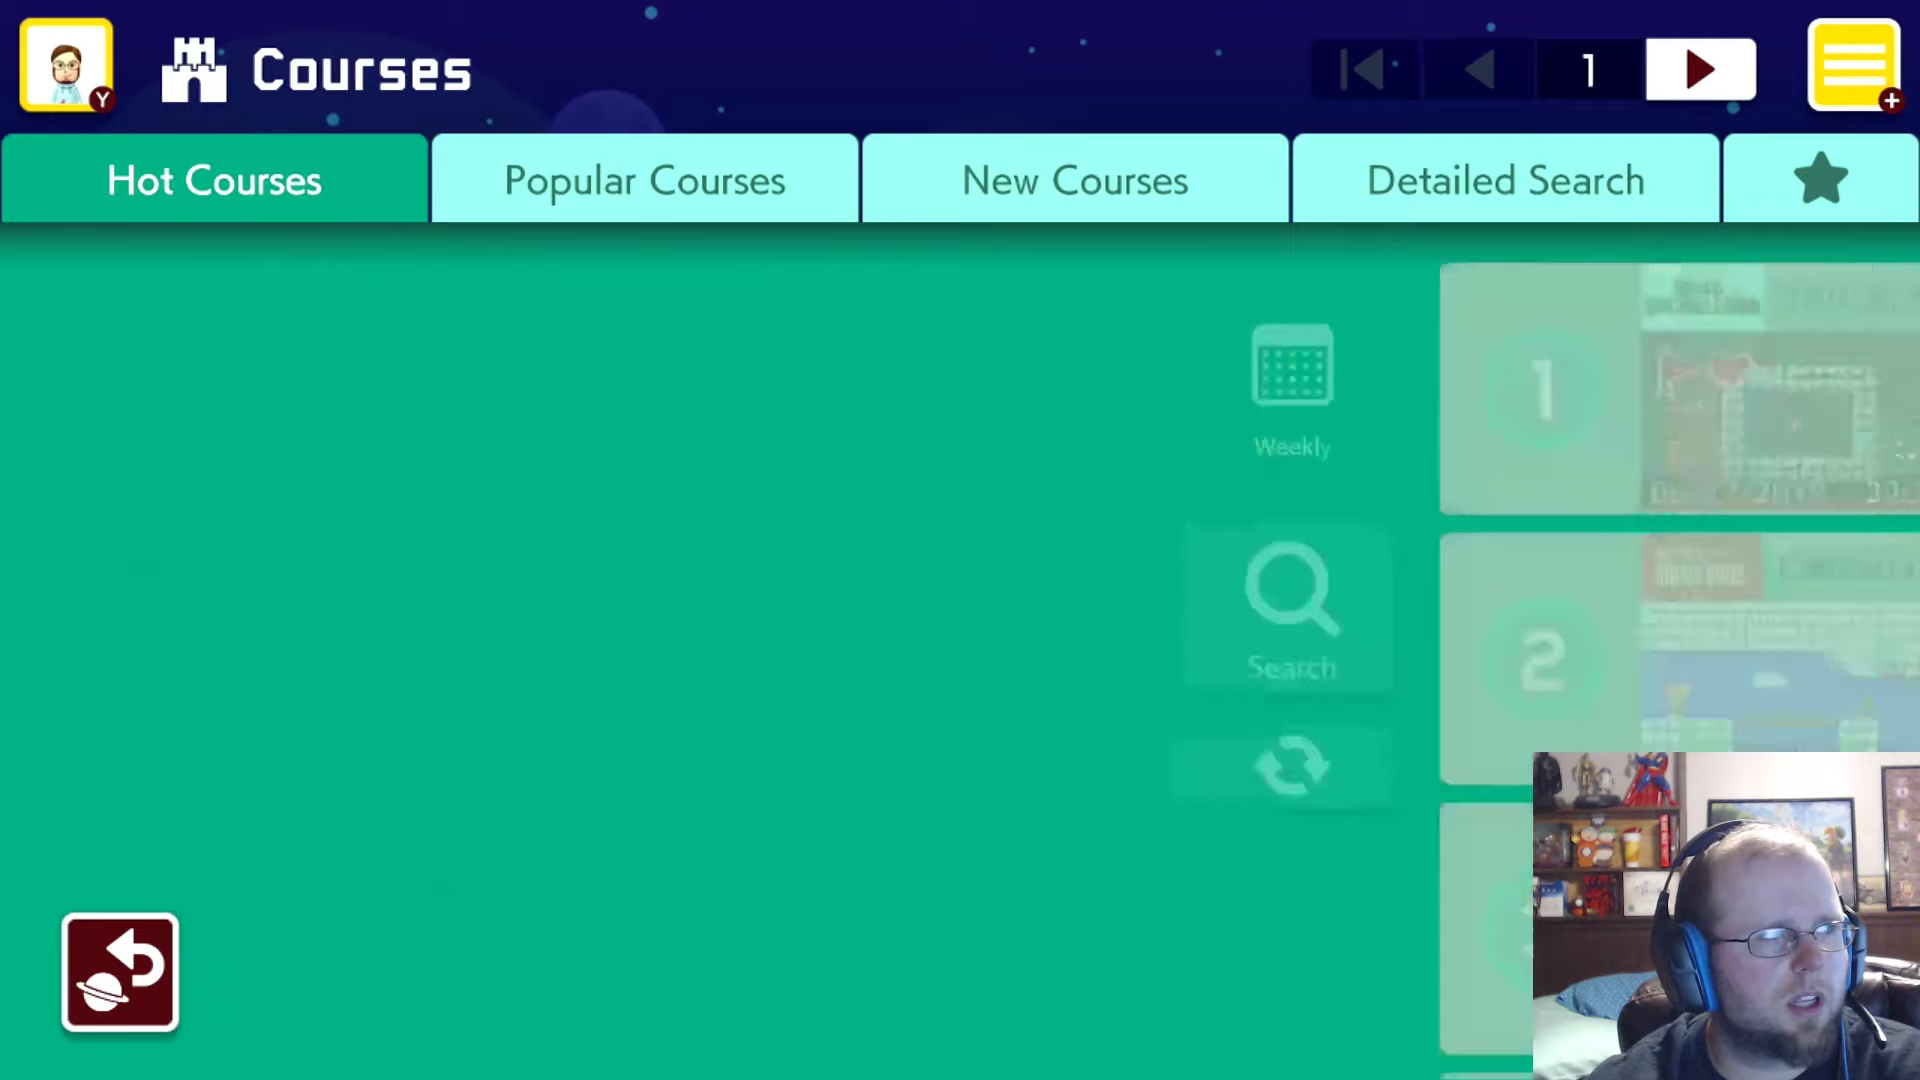 Y
Courses
1
+
Hot Courses
Popular Courses
New Courses
Detailed Search
Weekly
1
Search
2